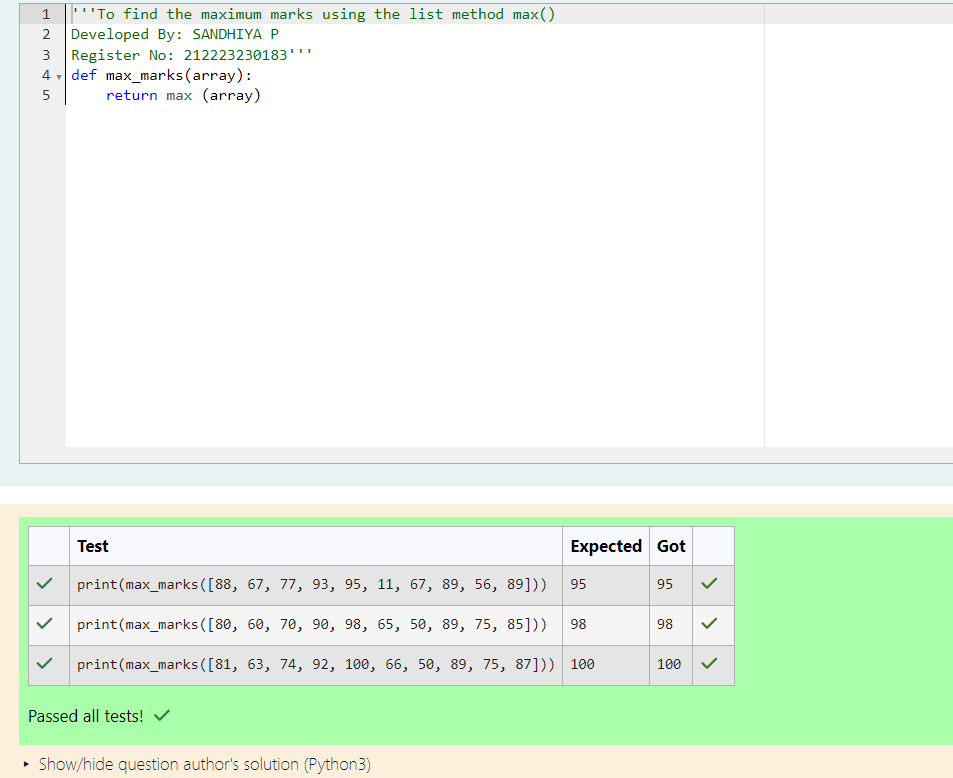 1 '''To find the maximum marks using the list method max()
2 Developed By: SANDHIYA P
3 Register No: 212223230183'''
4 def max_marks(array):
5     return max (array)
Test Expected Got
print(max_marks([88, 67, 77, 93, 95, 11, 67, 89, 56, 89])) 95 95
print(max_marks([80, 60, 70, 90, 98, 65, 50, 89, 75, 85])) 98 98
print(max_marks([81, 63, 74, 92, 100, 66, 50, 89, 75, 87])) 100 100
Passed all tests!
Show/hide question author's solution (Python3)